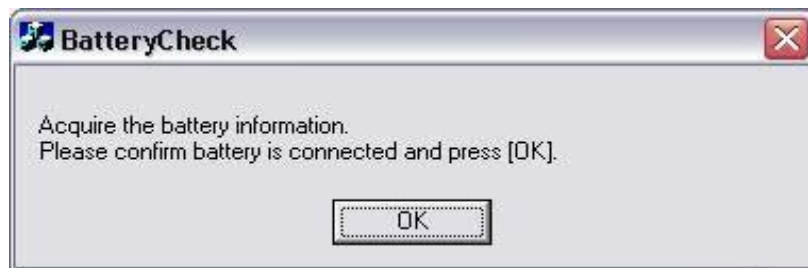 BatteryCheck
Acquire the battery information.
Please confirm battery is connected and press [OK].
OK